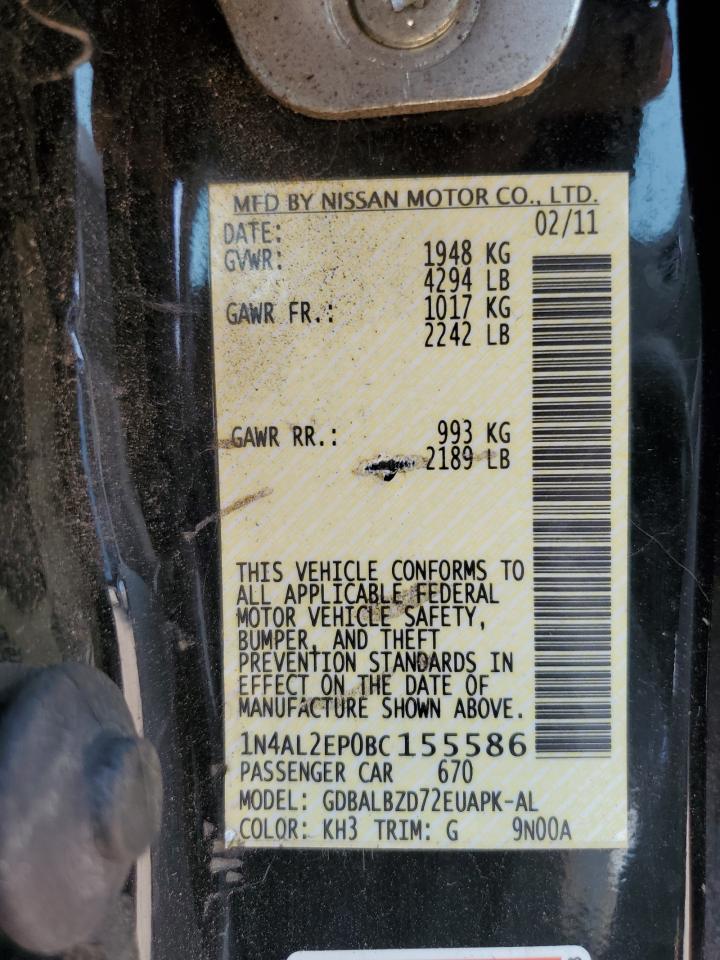 MFD BY NISSAN MOTOR CO., LTD.
DATE: 02/11
GVWR: 1948 KG
4294 LB
GAWR FR.: 1017 KG
2242 LB
GAWR RR.: 993 KG
2189 LB
THIS VEHICLE CONFORMS TO
ALL APPLICABLE FEDERAL
MOTOR VEHICLE SAFETY,
BUMPER, AND THEFT
PREVENTION STANDARDS IN
EFFECT ON THE DATE OF
MANUFACTURE SHOWN ABOVE.
1N4AL2EP0BC155586
PASSENGER CAR 670
MODEL: GDBALBZD72EUAPK-AL
COLOR: KH3 TRIM: G 9N00A